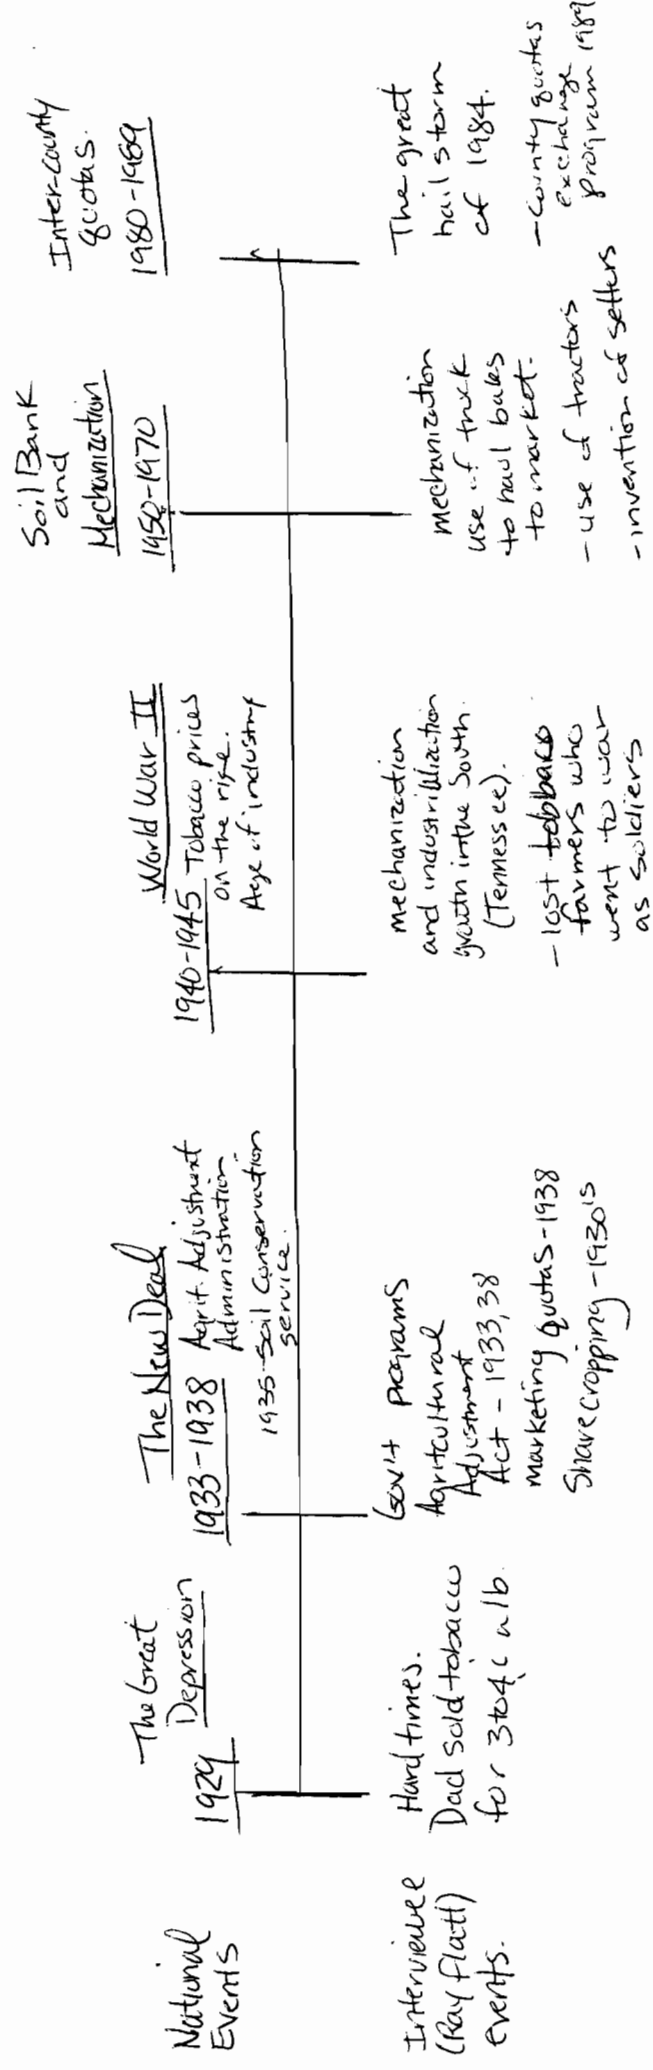 National
Events
The Great
Depression
1929
The New Deal
1933-1938 Agrit. Adjustment
Administration.
1935-Soil Conservation
service.
World War II
1940-1945 Tobacco prices
on the rise.
Age of industry
Soil Bank
and
Mechanization
1950-1970
Inter-county
quotas.
1980-1989
Interviewee
(Ray Flatt)
events.
Hard times.
Dad sold tobacco
for 3 to 4¢ a lb.
Gov't programs
Agritcultural
Adjustment
Act - 1933, 38
marketing quotas-1938
Sharecropping -1930's
mechanization
and industrialization
growth in the South.
(Tennessee).
- lost tobbaco
farmers who
went to war
as soldiers
mechanization
use of truck
to haul bales
to market.
- use of tractors
- invention of setters
The great
hail storm
of 1984.
- County quotas
exchange
program 1989